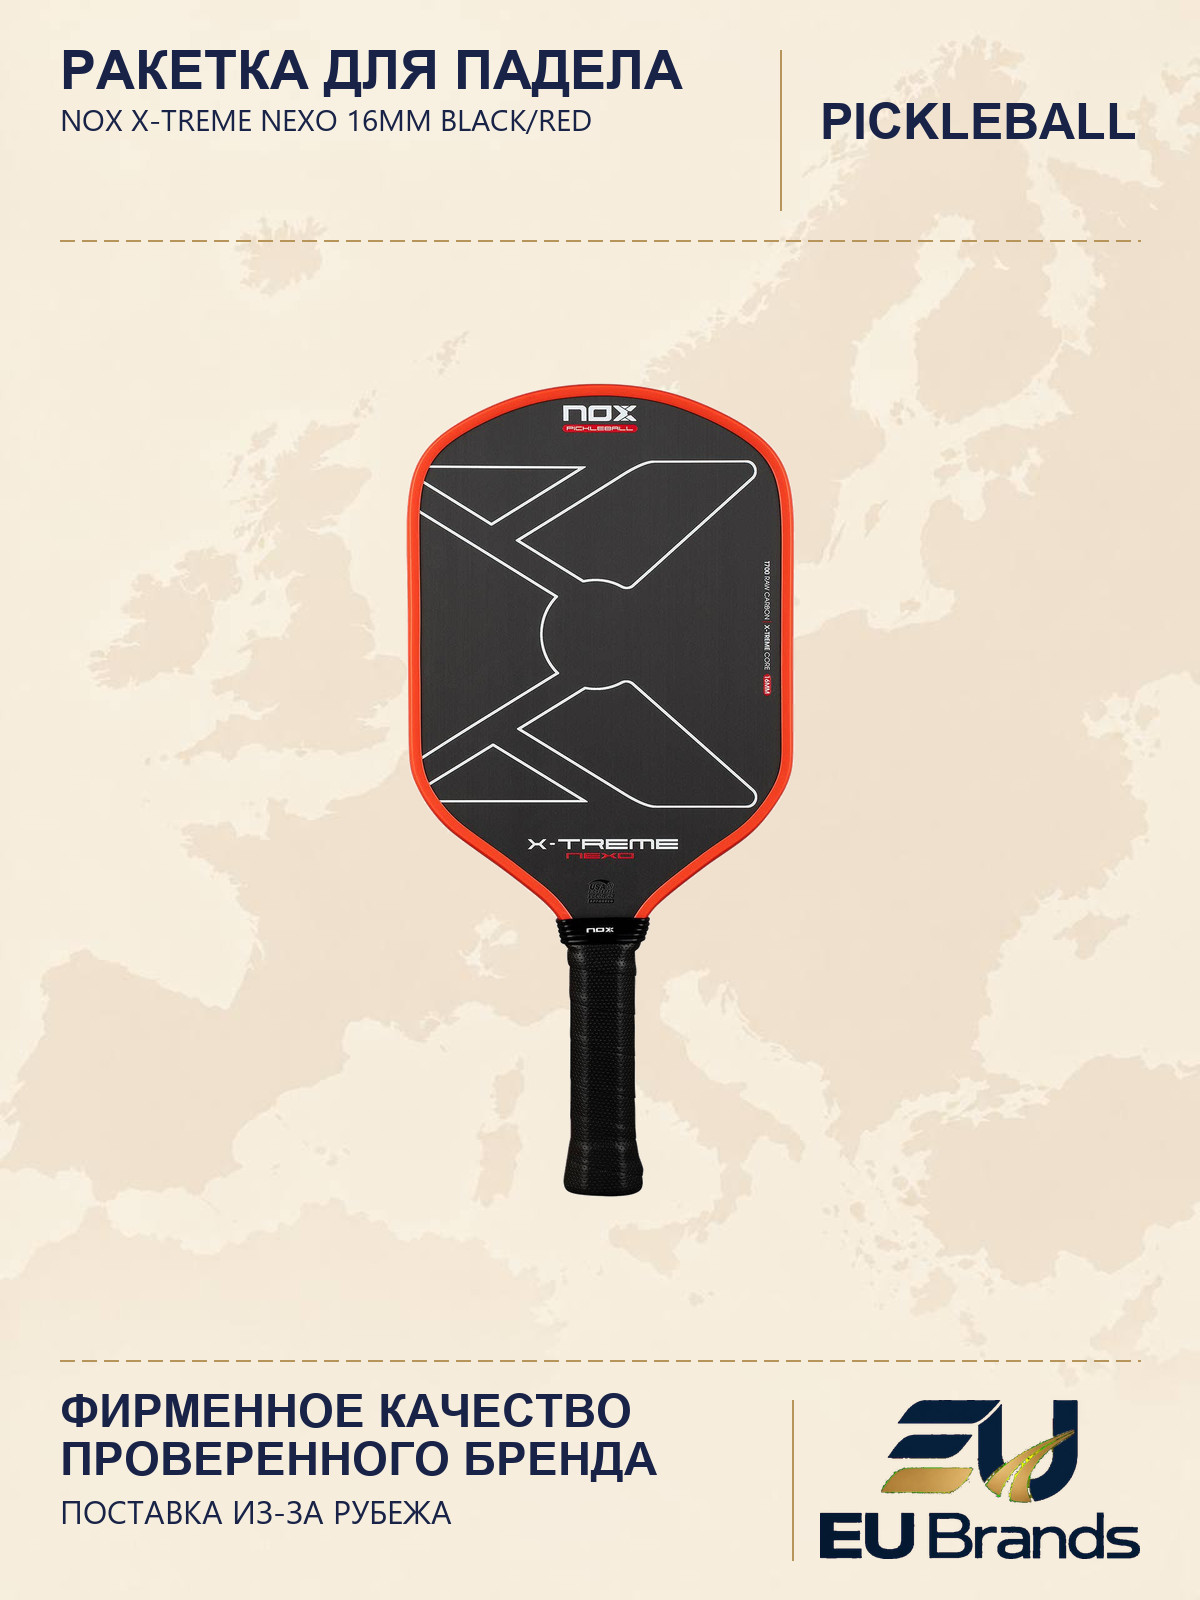 РАКЕТКА ДЛЯ ПАДЕЛА
NOX X-TREME NEXO 16MM BLACK/RED
PICKLEBALL
nox
PICKLEBALL
T700 RAW CARBON X-TREME CORE 16MM
X-TREME
NEXO
nox
ФИРМЕННОЕ КАЧЕСТВО
ПРОВЕРЕННОГО БРЕНДА
ПОСТАВКА ИЗ-ЗА РУБЕЖА
EU
EU Brands